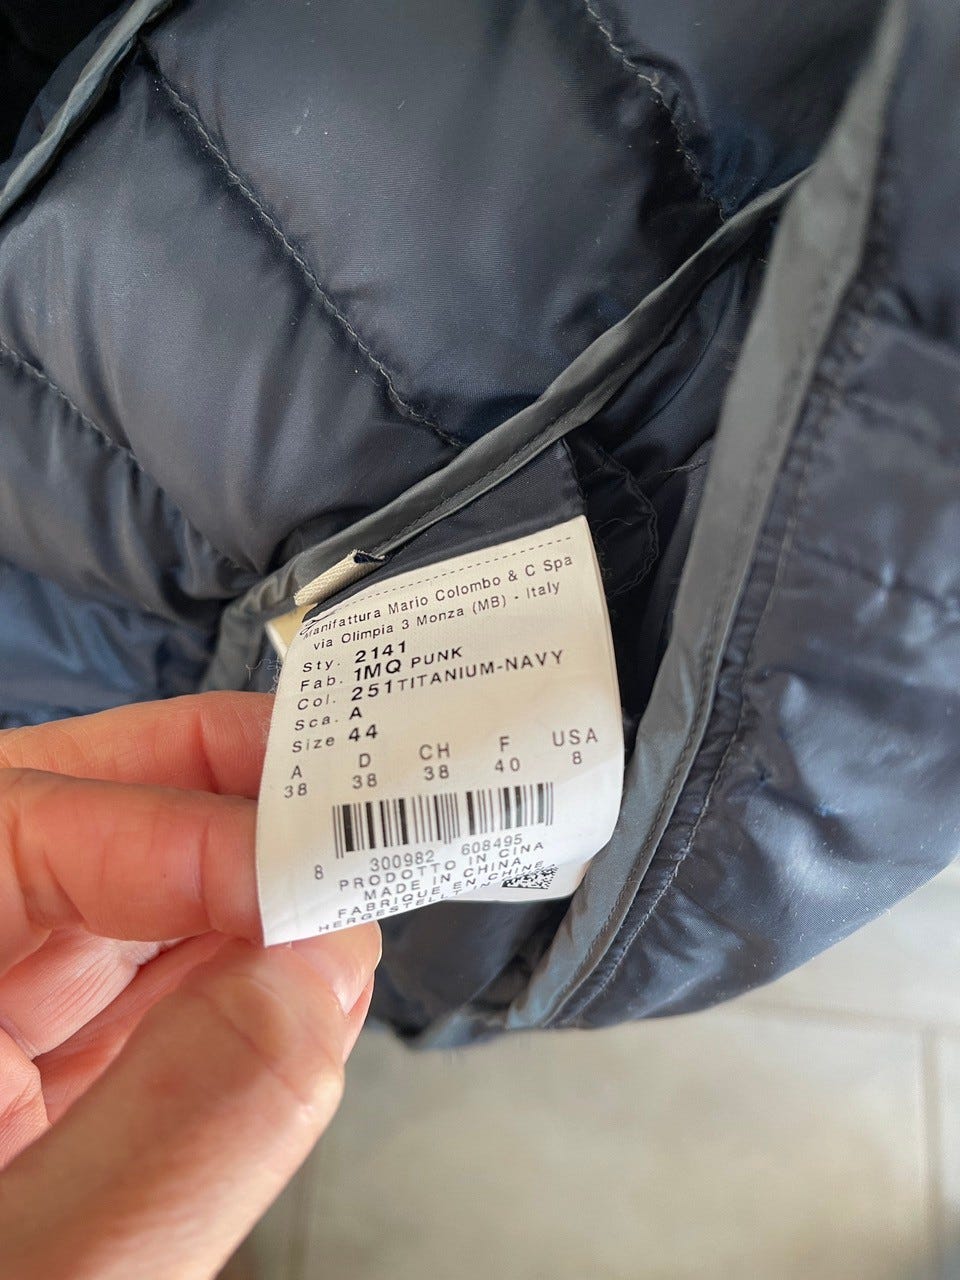 Manifattura Mario Colombo & C Spa
via Olimpia 3 Monza (MB) - Italy
Sty. 2141
Fab. 1MQ PUNK
Col. 251TITANIUM-NAVY
Sca. A
Size 44
A D CH F USA
38 38 38 40 8
8 300982 608495
PRODOTTO IN CINA
MADE IN CHINA
FABRIQUE EN CHINE
HERGESTELLT IN